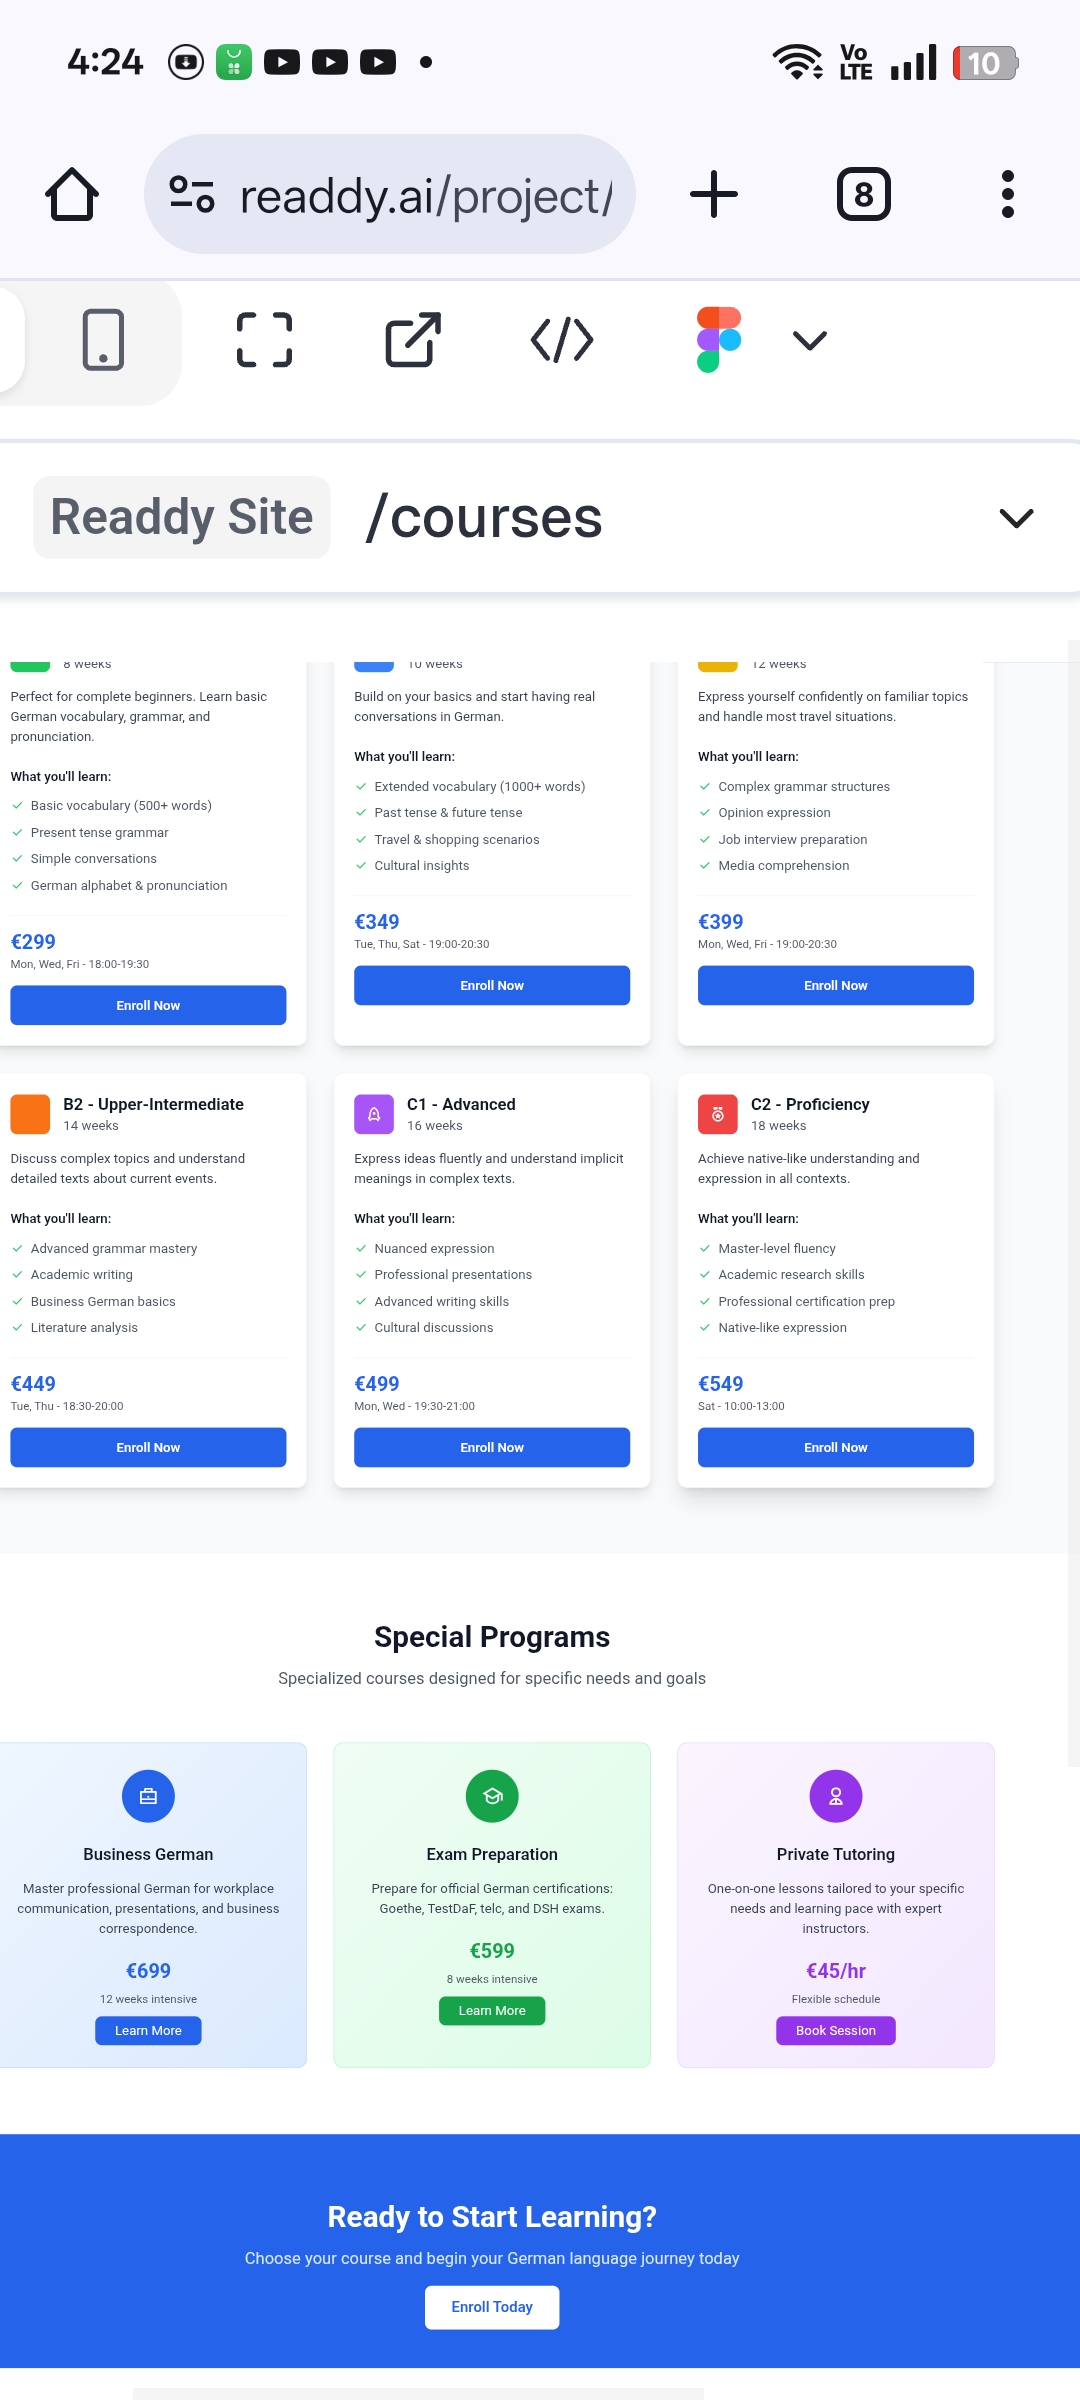 4:24
Vo
LTE
10
readdy.ai/project/
8
Readdy Site
/courses
8 weeks
Perfect for complete beginners. Learn basic
German vocabulary, grammar, and
pronunciation.
What you'll learn:
Basic vocabulary (500+ words)
Present tense grammar
Simple conversations
German alphabet & pronunciation
€299
Mon, Wed, Fri - 18:00-19:30
Enroll Now
10 weeks
Build on your basics and start having real
conversations in German.
What you'll learn:
Extended vocabulary (1000+ words)
Past tense & future tense
Travel & shopping scenarios
Cultural insights
€349
Tue, Thu, Sat - 19:00-20:30
Enroll Now
12 weeks
Express yourself confidently on familiar topics
and handle most travel situations.
What you'll learn:
Complex grammar structures
Opinion expression
Job interview preparation
Media comprehension
€399
Mon, Wed, Fri - 19:00-20:30
Enroll Now
B2 - Upper-Intermediate
14 weeks
Discuss complex topics and understand
detailed texts about current events.
What you'll learn:
Advanced grammar mastery
Academic writing
Business German basics
Literature analysis
€449
Tue, Thu - 18:30-20:00
Enroll Now
C1 - Advanced
16 weeks
Express ideas fluently and understand implicit
meanings in complex texts.
What you'll learn:
Nuanced expression
Professional presentations
Advanced writing skills
Cultural discussions
€499
Mon, Wed - 19:30-21:00
Enroll Now
C2 - Proficiency
18 weeks
Achieve native-like understanding and
expression in all contexts.
What you'll learn:
Master-level fluency
Academic research skills
Professional certification prep
Native-like expression
€549
Sat - 10:00-13:00
Enroll Now
Special Programs
Specialized courses designed for specific needs and goals
Business German
Master professional German for workplace
communication, presentations, and business
correspondence.
€699
12 weeks intensive
Learn More
Exam Preparation
Prepare for official German certifications:
Goethe, TestDaF, telc, and DSH exams.
€599
8 weeks intensive
Learn More
Private Tutoring
One-on-one lessons tailored to your specific
needs and learning pace with expert
instructors.
€45/hr
Flexible schedule
Book Session
Ready to Start Learning?
Choose your course and begin your German language journey today
Enroll Today